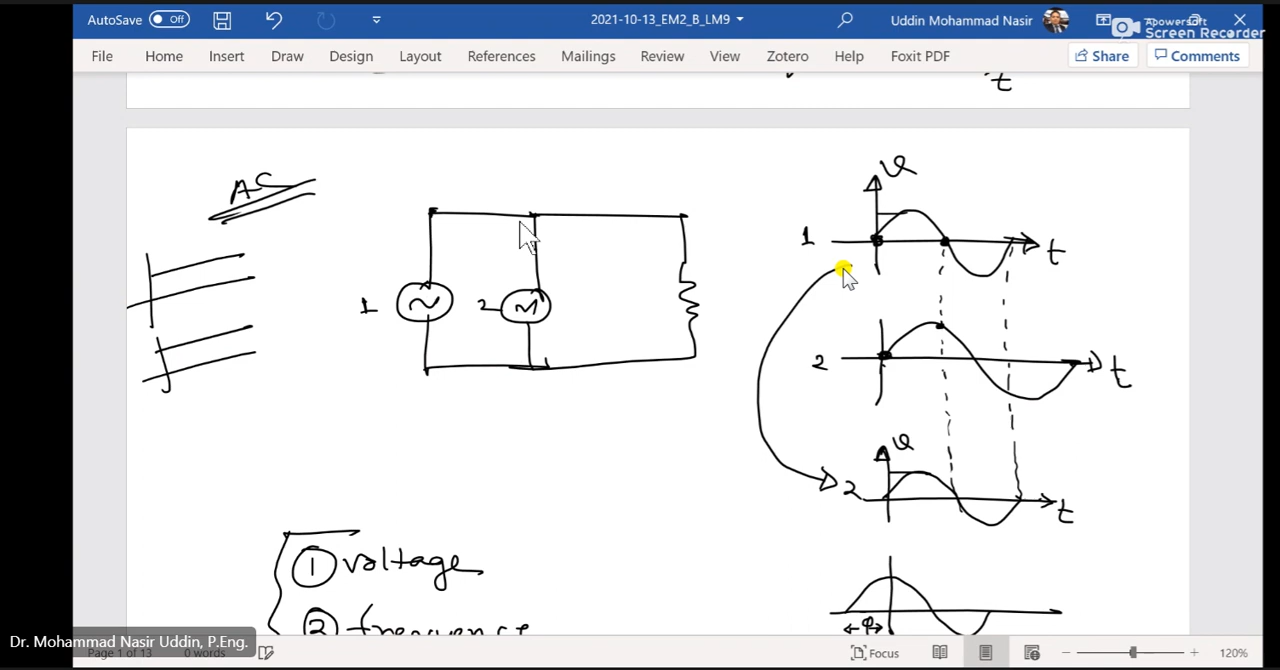 AutoSave Off 2021-10-13_EM2_B_LM9 Uddin Mohammad Nasir
Apowersoft
Screen Recorder
File Home Insert Draw Design Layout References Mailings Review View Zotero Help Foxit PDF Share Comments
t
AC
v
1
t
1
2
2
t
v
2
t
① voltage
② frequency
φ
Dr. Mohammad Nasir Uddin, P.Eng.
Page 1 of 13 0 words Focus 120%